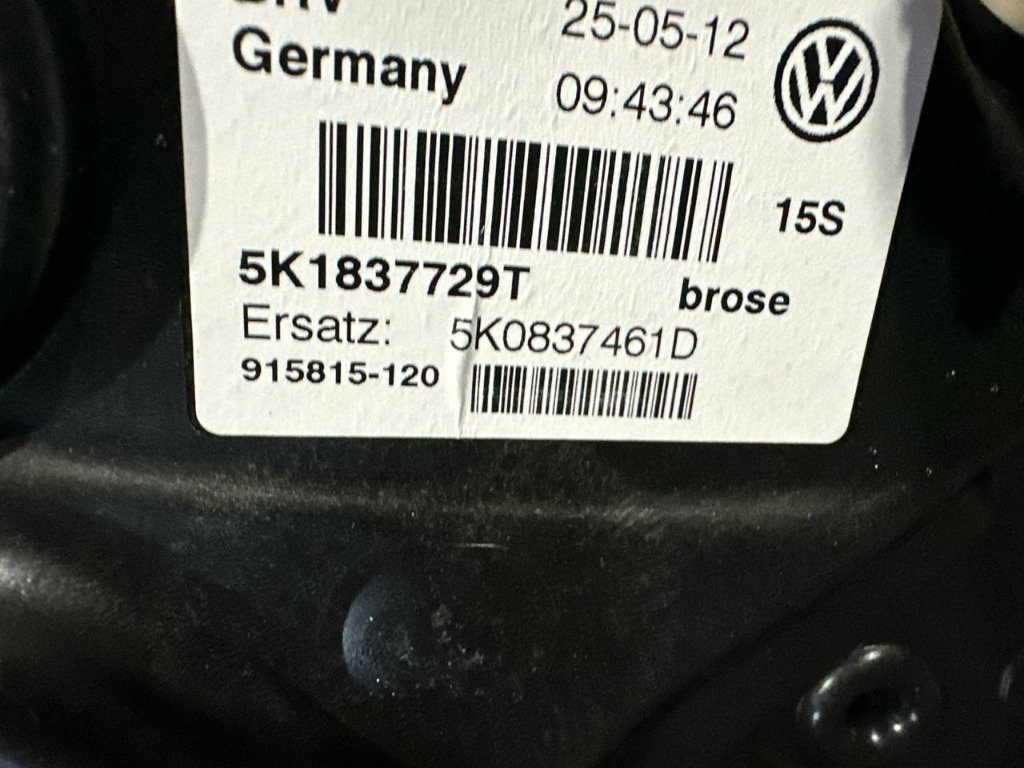 Germany
25-05-12
09:43:46
15S
5K1837729T
brose
Ersatz: 5K0837461D
915815-120